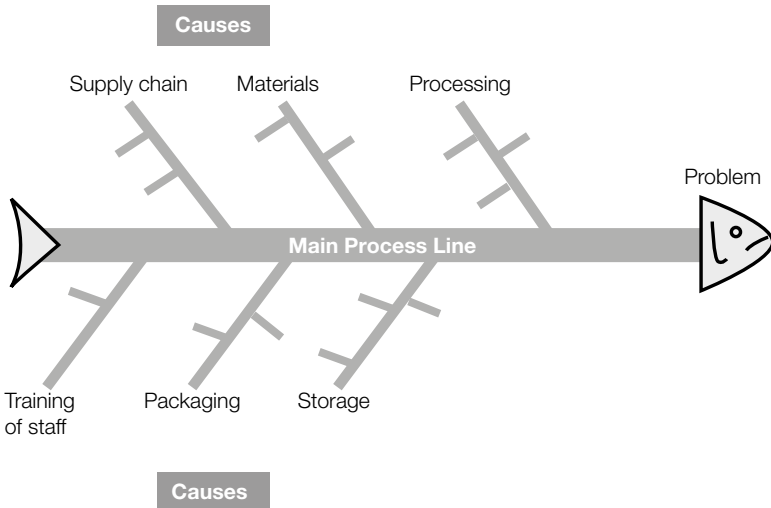 Causes
Supply chain
Materials
Processing
Problem
Main Process Line
Training
of staff
Packaging
Storage
Causes